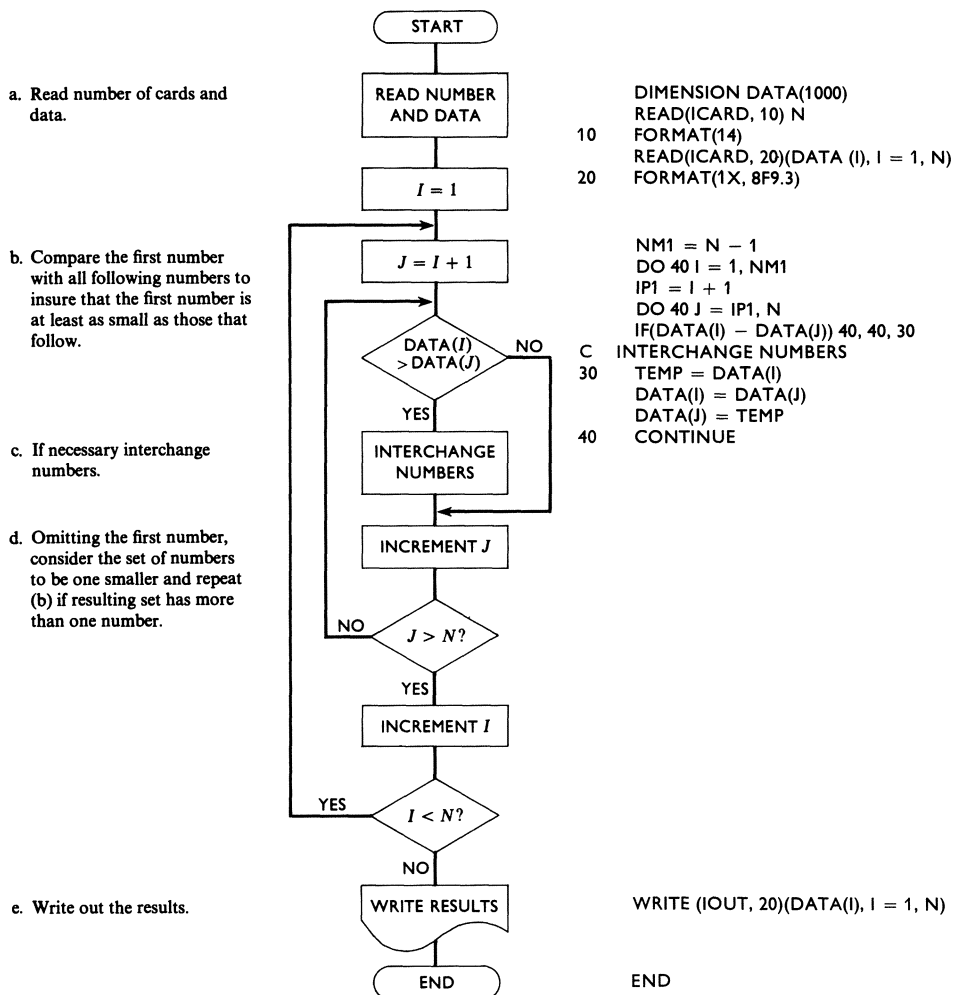 START
a. Read number of cards and
data.
READ NUMBER
AND DATA
DIMENSION DATA(1000)
READ(ICARD, 10) N
10 FORMAT(14)
READ(ICARD, 20)(DATA (I), I = 1, N)
20 FORMAT(1X, 8F9.3)
I = 1
b. Compare the first number
with all following numbers to
insure that the first number is
at least as small as those that
follow.
J = I + 1
NM1 = N − 1
DO 40 I = 1, NM1
IP1 = I + 1
DO 40 J = IP1, N
IF(DATA(I) − DATA(J)) 40, 40, 30
C INTERCHANGE NUMBERS
30 TEMP = DATA(I)
DATA(I) = DATA(J)
DATA(J) = TEMP
40 CONTINUE
DATA(I)
> DATA(J)
NO
YES
c. If necessary interchange
numbers.
INTERCHANGE
NUMBERS
d. Omitting the first number,
consider the set of numbers
to be one smaller and repeat
(b) if resulting set has more
than one number.
INCREMENT J
NO
J > N?
YES
INCREMENT I
YES
I < N?
NO
e. Write out the results.
WRITE RESULTS
WRITE (IOUT, 20)(DATA(I), I = 1, N)
END
END